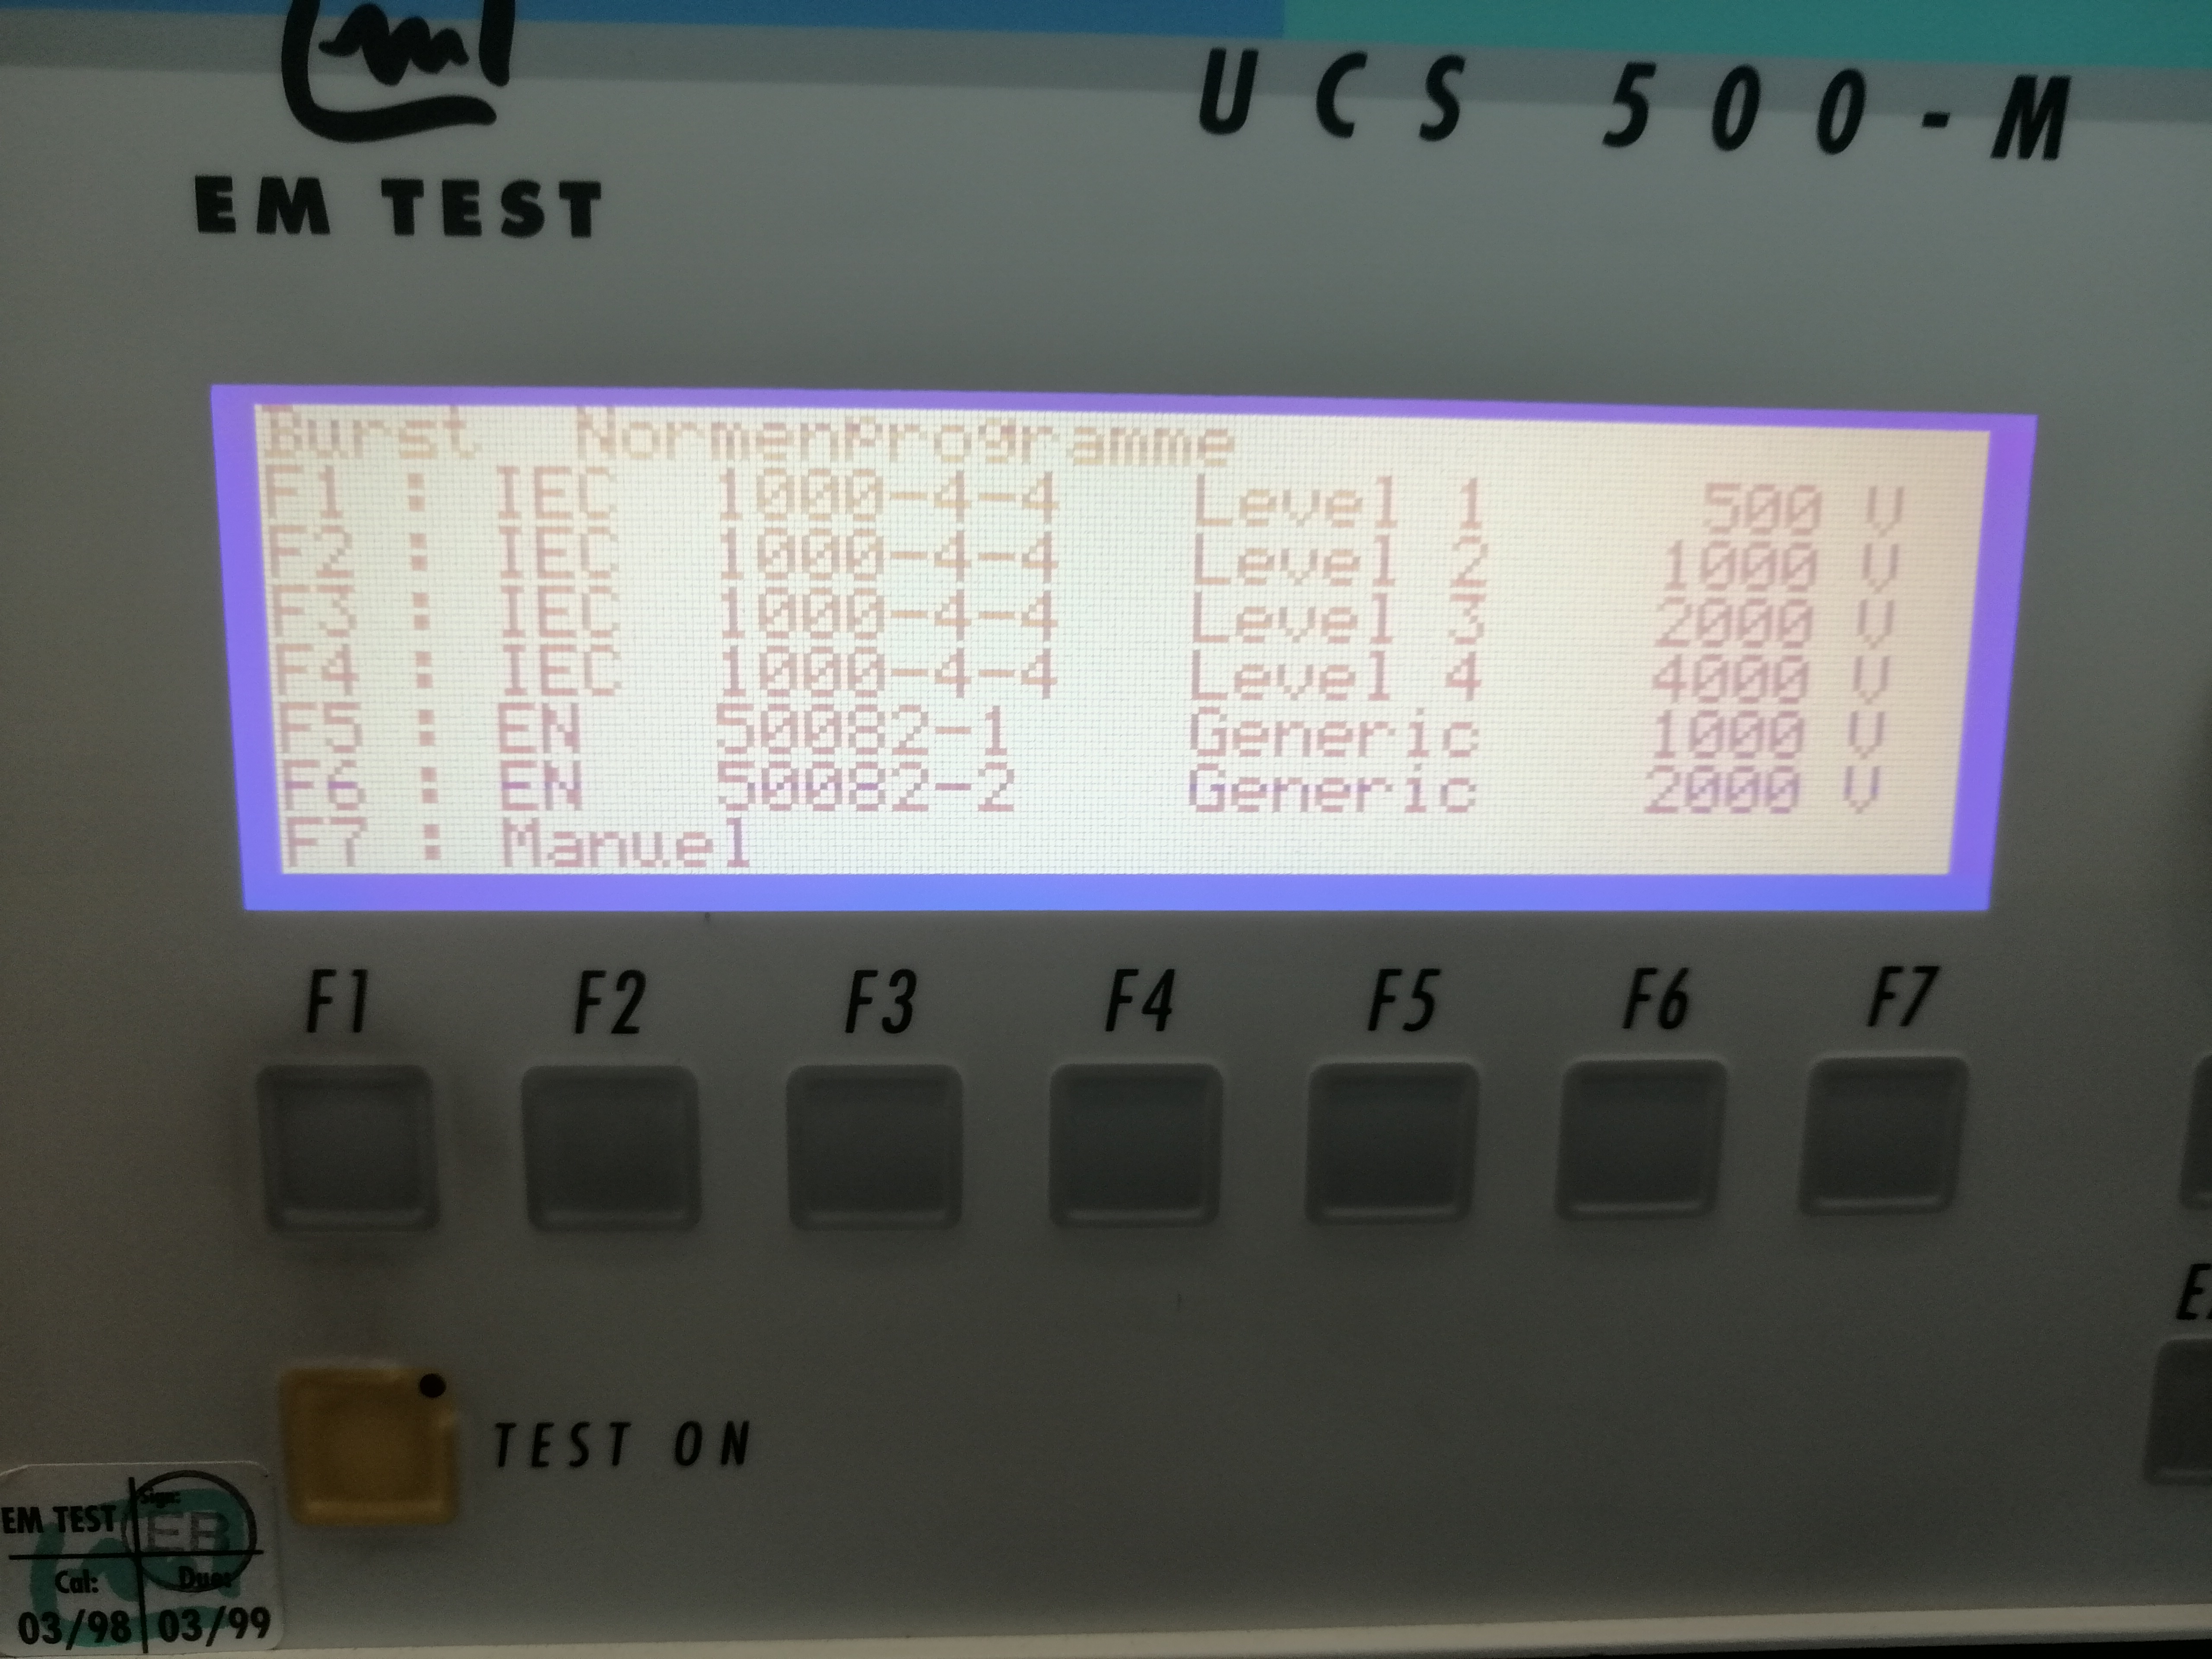 UCS 500-M
EM TEST
Burst NormenProgramme
F1 : IEC 1000-4-4 Level 1 500 V
F2 : IEC 1000-4-4 Level 2 1000 V
F3 : IEC 1000-4-4 Level 3 2000 V
F4 : IEC 1000-4-4 Level 4 4000 V
F5 : EN 50082-1 Generic 1000 V
F6 : EN 50082-2 Generic 2000 V
F7 : Manuel
F1 F2 F3 F4 F5 F6 F7
TEST ON
EM TEST Sign: EB
Cal: Due:
03/98 03/99